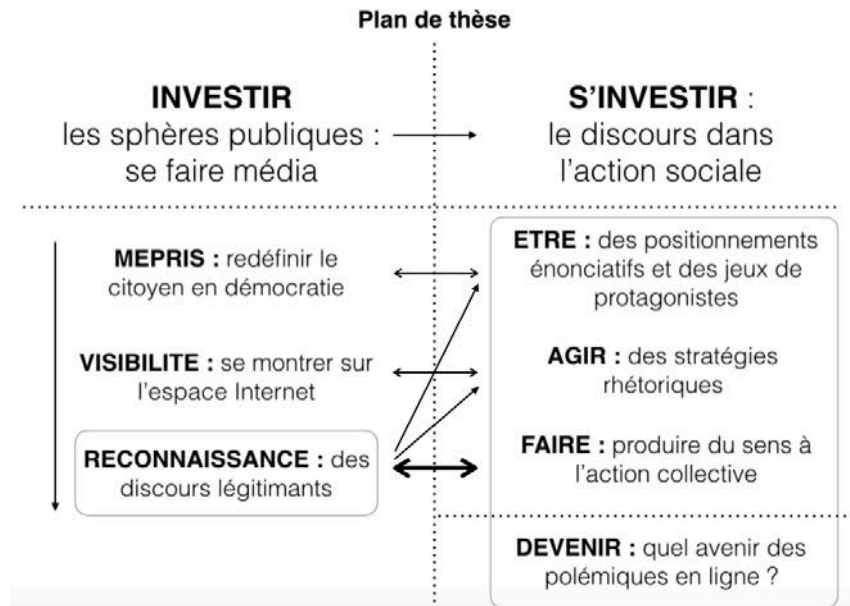 Plan de thèse
INVESTIR
les sphères publiques :
se faire média
S'INVESTIR :
le discours dans
l'action sociale
MEPRIS : redéfinir le
citoyen en démocratie
VISIBILITE : se montrer sur
l'espace Internet
RECONNAISSANCE : des
discours légitimants
ETRE : des positionnements
énonciatifs et des jeux de
protagonistes
AGIR : des stratégies
rhétoriques
FAIRE : produire du sens à
l'action collective
DEVENIR : quel avenir des
polémiques en ligne ?